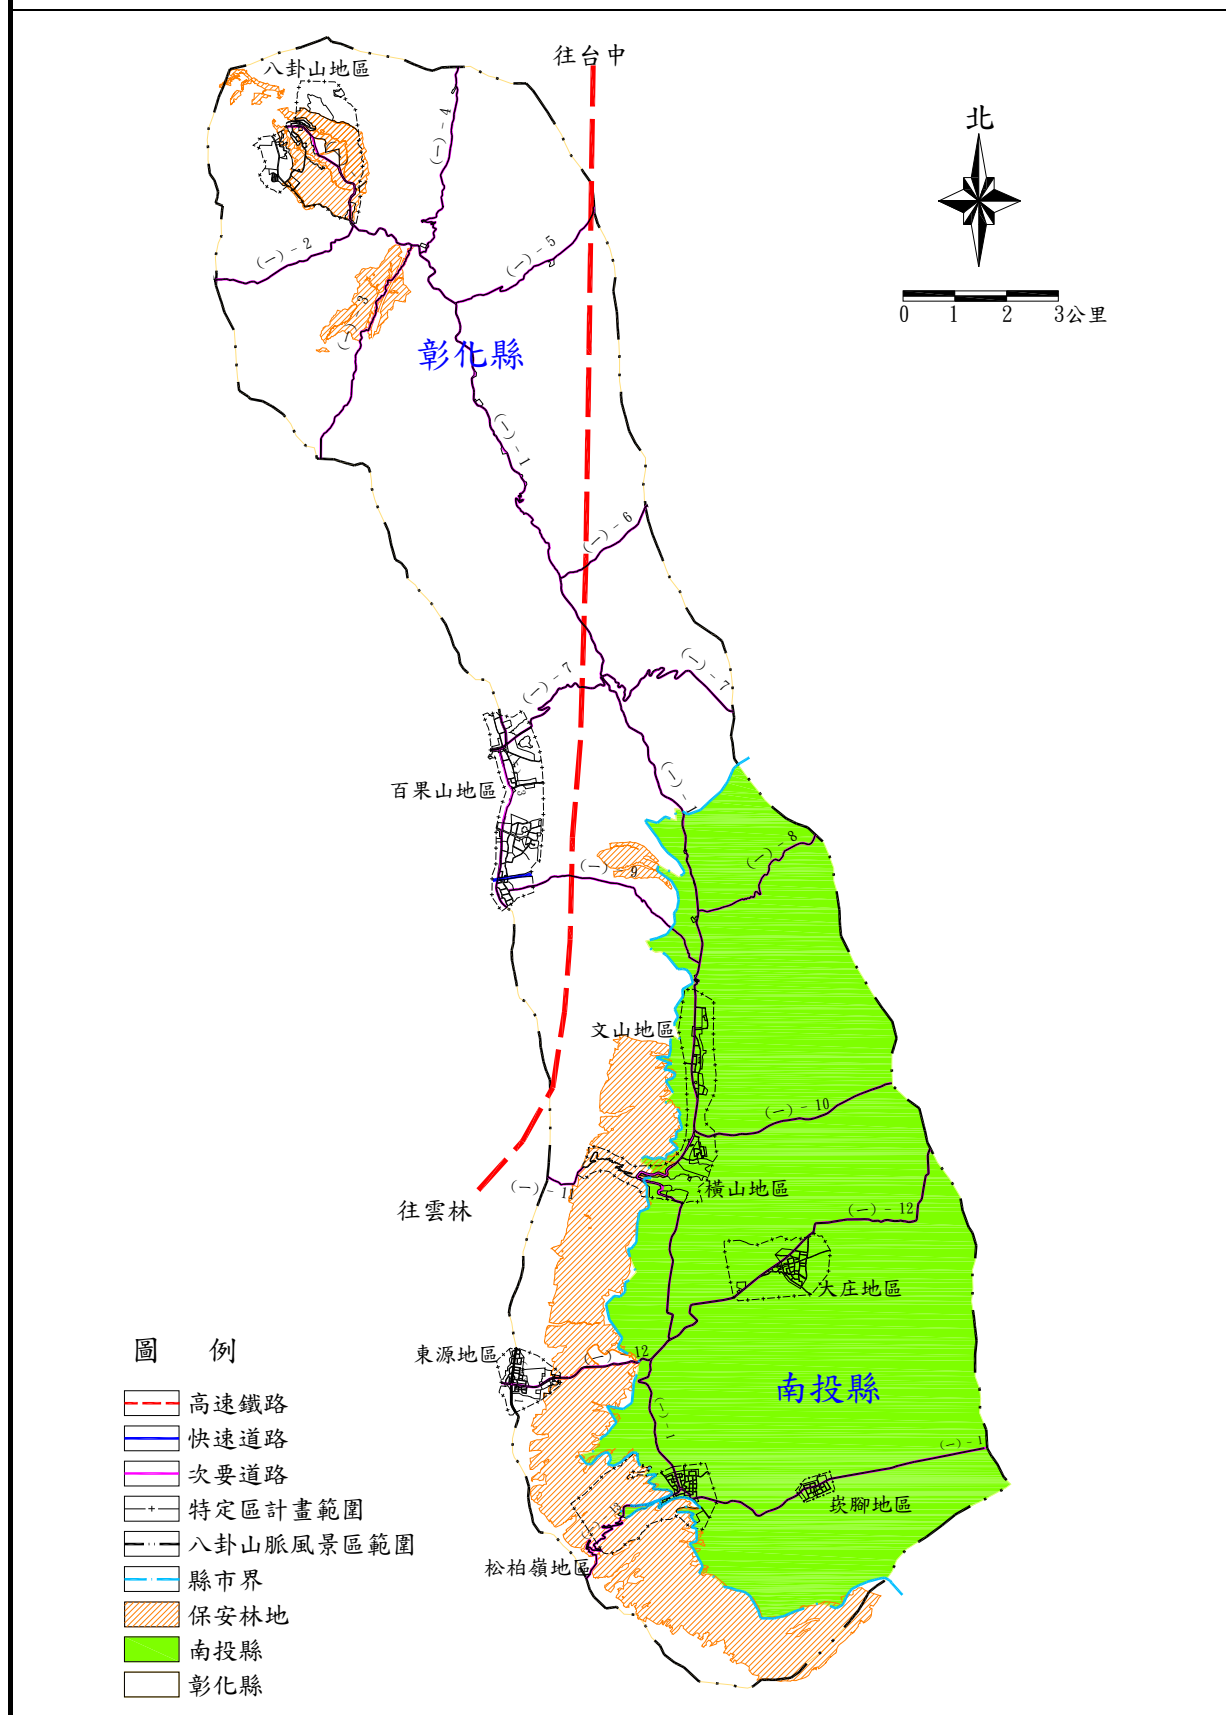 往台中
八卦山地區
北
(一)-4
(一)-2
(一)-5
(一)-3
0 1 2 3公里
彰化縣
(一)-1
(一)-6
(一)-7
(一)-7
百果山地區
(一)-1
(一)-8
(一)-9
文山地區
(一)-10
(一)-11
橫山地區
往雲林
(一)-12
大庄地區
東源地區
(一)-12
南投縣
(一)-1
(一)-1
崁腳地區
(一)-13
松柏嶺地區
圖 例
高速鐵路
快速道路
次要道路
特定區計畫範圍
八卦山脈風景區範圍
縣市界
保安林地
南投縣
彰化縣